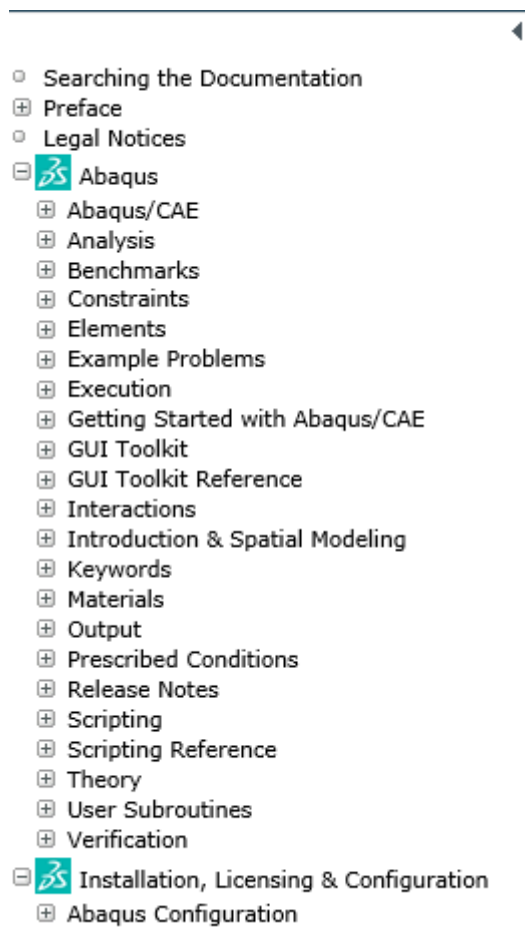 Searching the Documentation
Preface
Legal Notices
Abaqus
Abaqus/CAE
Analysis
Benchmarks
Constraints
Elements
Example Problems
Execution
Getting Started with Abaqus/CAE
GUI Toolkit
GUI Toolkit Reference
Interactions
Introduction & Spatial Modeling
Keywords
Materials
Output
Prescribed Conditions
Release Notes
Scripting
Scripting Reference
Theory
User Subroutines
Verification
Installation, Licensing & Configuration
Abaqus Configuration